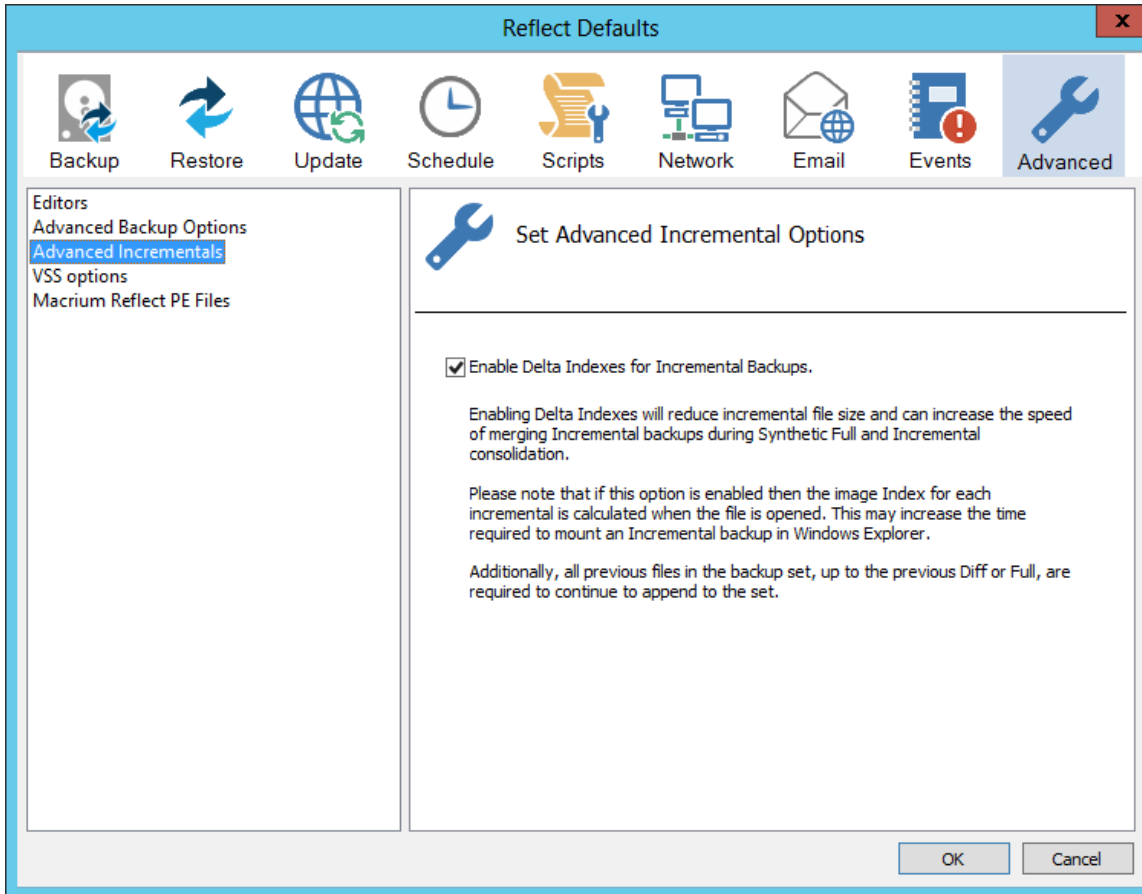 Reflect Defaults
x
Backup
Restore
Update
Schedule
Scripts
Network
Email
Events
Advanced
Editors
Advanced Backup Options
Advanced Incrementals
VSS options
Macrium Reflect PE Files
Set Advanced Incremental Options
Enable Delta Indexes for Incremental Backups.
Enabling Delta Indexes will reduce incremental file size and can increase the speed
of merging Incremental backups during Synthetic Full and Incremental
consolidation.
Please note that if this option is enabled then the image Index for each
incremental is calculated when the file is opened. This may increase the time
required to mount an Incremental backup in Windows Explorer.
Additionally, all previous files in the backup set, up to the previous Diff or Full, are
required to continue to append to the set.
OK
Cancel